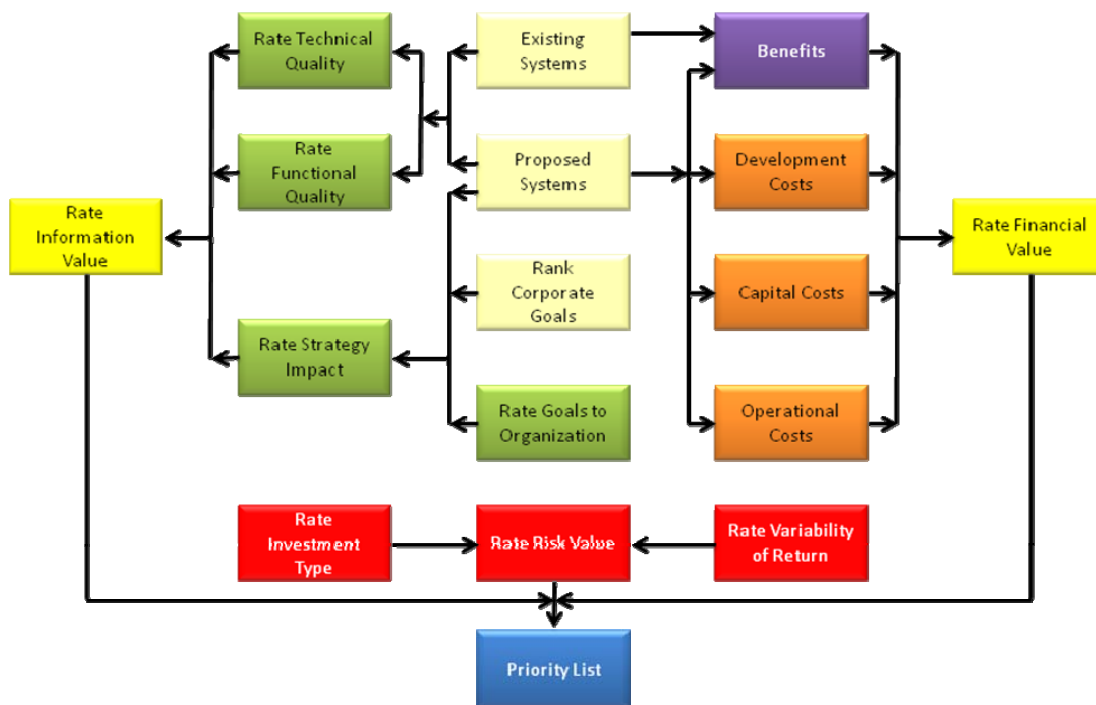 Rate Technical
Quality
Existing
Systems
Benefits
Rate
Functional
Quality
Proposed
Systems
Development
Costs
Rate
Information
Value
Rate Financial
Value
Rank
Corporate
Goals
Capital Costs
Rate Strategy
Impact
Rate Goals to
Organization
Operational
Costs
Rate
Investment
Type
Rate Risk Value
Rate Variability
of Return
Priority List